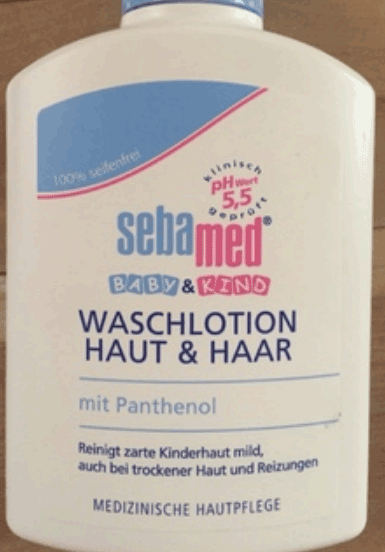 100% seifenfrei
klinisch
pH Wert
5,5
geprüft
sebamed®
BABY & KIND
WASCHLOTION
HAUT & HAAR
mit Panthenol
Reinigt zarte Kinderhaut mild,
auch bei trockener Haut und Reizungen
MEDIZINISCHE HAUTPFLEGE